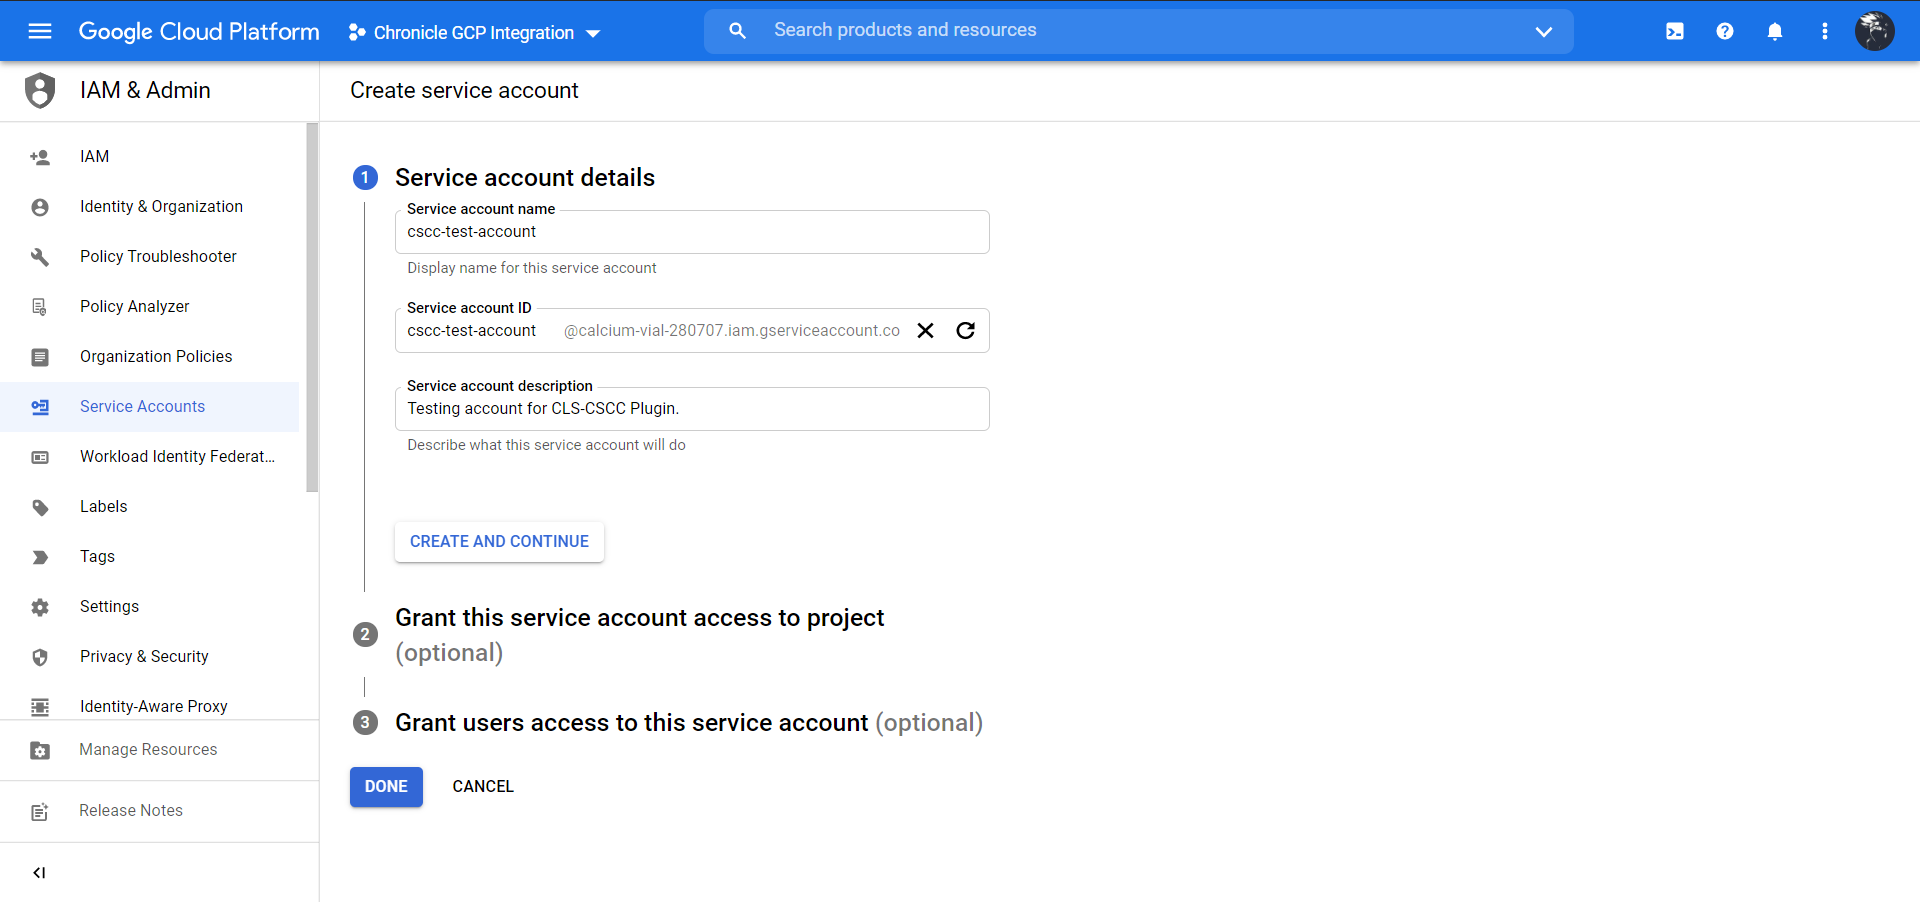 Google Cloud Platform
Chronicle GCP Integration
Search products and resources
IAM & Admin
Create service account
IAM
Identity & Organization
Policy Troubleshooter
Policy Analyzer
Organization Policies
Service Accounts
Workload Identity Federat...
Labels
Tags
Settings
Privacy & Security
Identity-Aware Proxy
Manage Resources
Release Notes
1 Service account details
Service account name
cscc-test-account
Display name for this service account
Service account ID
cscc-test-account @calcium-vial-280707.iam.gserviceaccount.co
Service account description
Testing account for CLS-CSCC Plugin.
Describe what this service account will do
CREATE AND CONTINUE
2 Grant this service account access to project
(optional)
3 Grant users access to this service account (optional)
DONE CANCEL